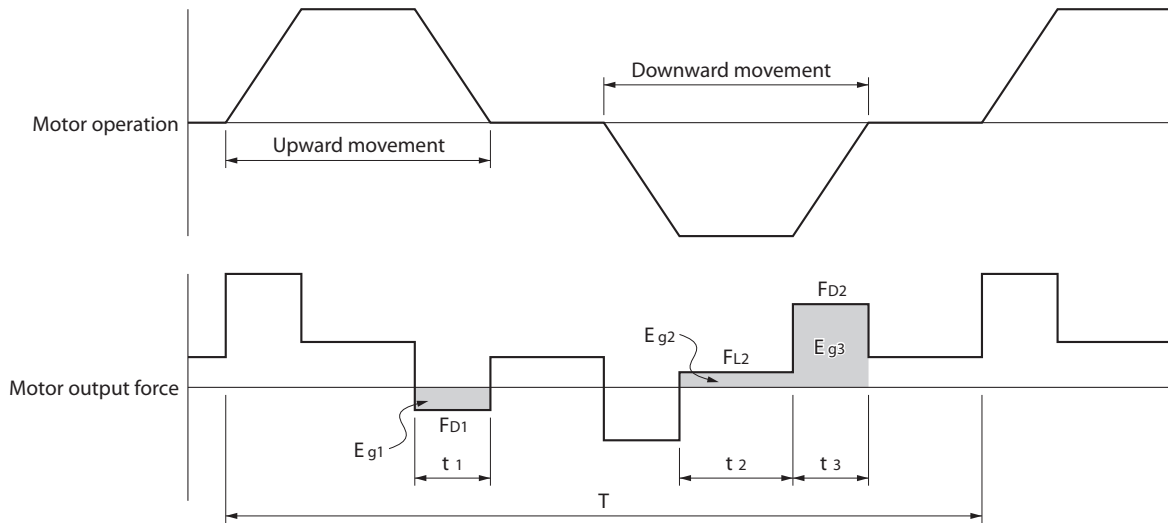 Downward movement
Motor operation
Upward movement
FD2
E g2
FL2
E g3
Motor output force
FD1
E g1
t 1
t 2
t 3
T